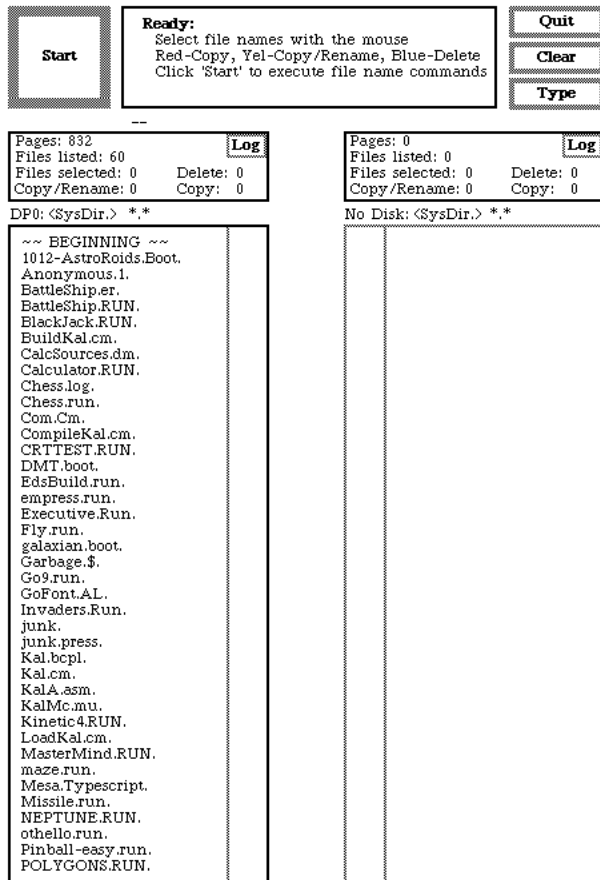 Start
Ready:
Select file names with the mouse
Red-Copy, Yel-Copy/Rename, Blue-Delete
Click 'Start' to execute file name commands
Quit
Clear
Type
Pages: 832
Log
Files listed: 60
Files selected: 0 Delete: 0
Copy/Rename: 0 Copy: 0
DP0: <SysDir.> *.*
~~ BEGINNING ~~
1012-AstroRoids.Boot.
Anonymous.1.
BattleShip.er.
BattleShip.RUN.
BlackJack.RUN.
BuildKal.cm.
CalcSources.dm.
Calculator.RUN.
Chess.log.
Chess.run.
Com.Cm.
CompileKal.cm.
CRTTEST.RUN.
DMT.boot.
EdsBuild.run.
empress.run.
Executive.Run.
Fly.run.
galaxian.boot.
Garbage.$.
Go9.run.
GoFont.AL.
Invaders.Run.
junk.
junk.press.
Kal.bcpl.
Kal.cm.
KalA.asm.
KalMc.mu.
Kinetic4.RUN.
LoadKal.cm.
MasterMind.RUN.
maze.run.
Mesa.Typescript.
Missile.run.
NEPTUNE.RUN.
othello.run.
Pinball-easy.run.
POLYGONS.RUN.
Pages: 0
Log
Files listed: 0
Files selected: 0 Delete: 0
Copy/Rename: 0 Copy: 0
No Disk: <SysDir.> *.*